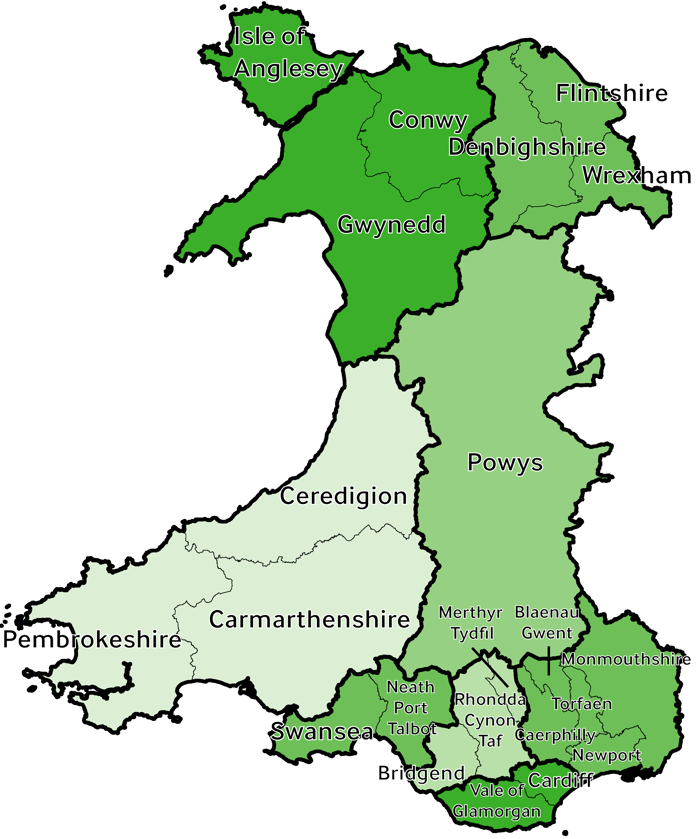 Isle of
Anglesey
Flintshire
Conwy
Denbighshire
Wrexham
Gwynedd
Powys
Ceredigion
Carmarthenshire
Pembrokeshire
Merthyr
Tydfil
Blaenau
Gwent
Monmouthshire
Neath
Port
Talbot
Rhondda
Cynon
Taf
Torfaen
Swansea
Caerphilly
Newport
Bridgend
Cardiff
Vale of
Glamorgan